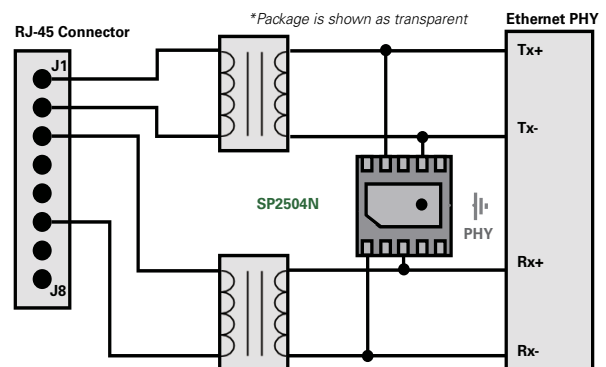 *Package is shown as transparent
Ethernet PHY
RJ-45 Connector
J1
Tx+
Tx-
SP2504N
PHY
Rx+
J8
Rx-